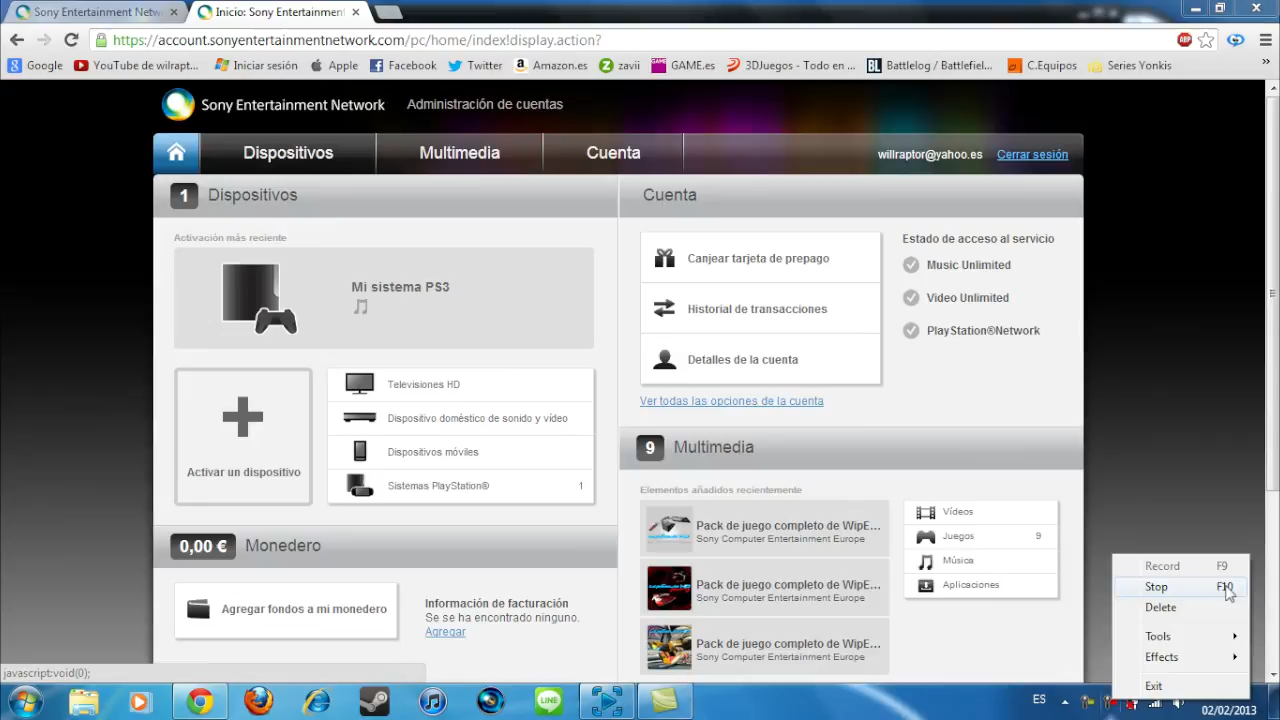 Sony Entertainment Netw
Inicio: Sony Entertainment
https://account.sonyentertainmentnetwork.com/pc/home/index!display.action?
ABP
Google
YouTube de wilrapt...
Iniciar sesión
Apple
Facebook
Twitter
Amazon.es
zavii
GAME.es
3DJuegos - Todo en ...
Battlelog / Battlefiel...
C.Equipos
Series Yonkis
Sony Entertainment Network
Administración de cuentas
Dispositivos
Multimedia
Cuenta
willraptor@yahoo.es
Cerrar sesión
1 Dispositivos
Activación más reciente
Mi sistema PS3
Activar un dispositivo
Televisiones HD
Dispositivo doméstico de sonido y vídeo
Dispositivos móviles
Sistemas PlayStation® 1
0,00 € Monedero
Agregar fondos a mi monedero
Información de facturación
Se se ha encontrado ninguno.
Agregar
Cuenta
Canjear tarjeta de prepago
Historial de transacciones
Detalles de la cuenta
Ver todas las opciones de la cuenta
Estado de acceso al servicio
Music Unlimited
Video Unlimited
PlayStation®Network
9 Multimedia
Elementos añadidos recientemente
Pack de juego completo de WipE...
Sony Computer Entertainment Europe
Pack de juego completo de WipE...
Sony Computer Entertainment Europe
Pack de juego completo de WipE...
Sony Computer Entertainment Europe
Vídeos
Juegos 9
Música
Aplicaciones
Record F9
Stop F10
Delete
Tools
Effects
Exit
javascript:void(0);
LINE
ES
02/02/2013